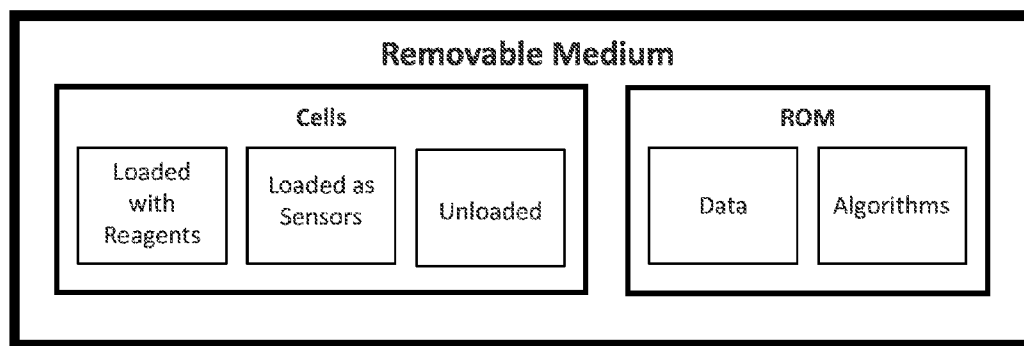 Removable Medium
Cells
Loaded
with
Reagents
Loaded as
Sensors
Unloaded
ROM
Data
Algorithms